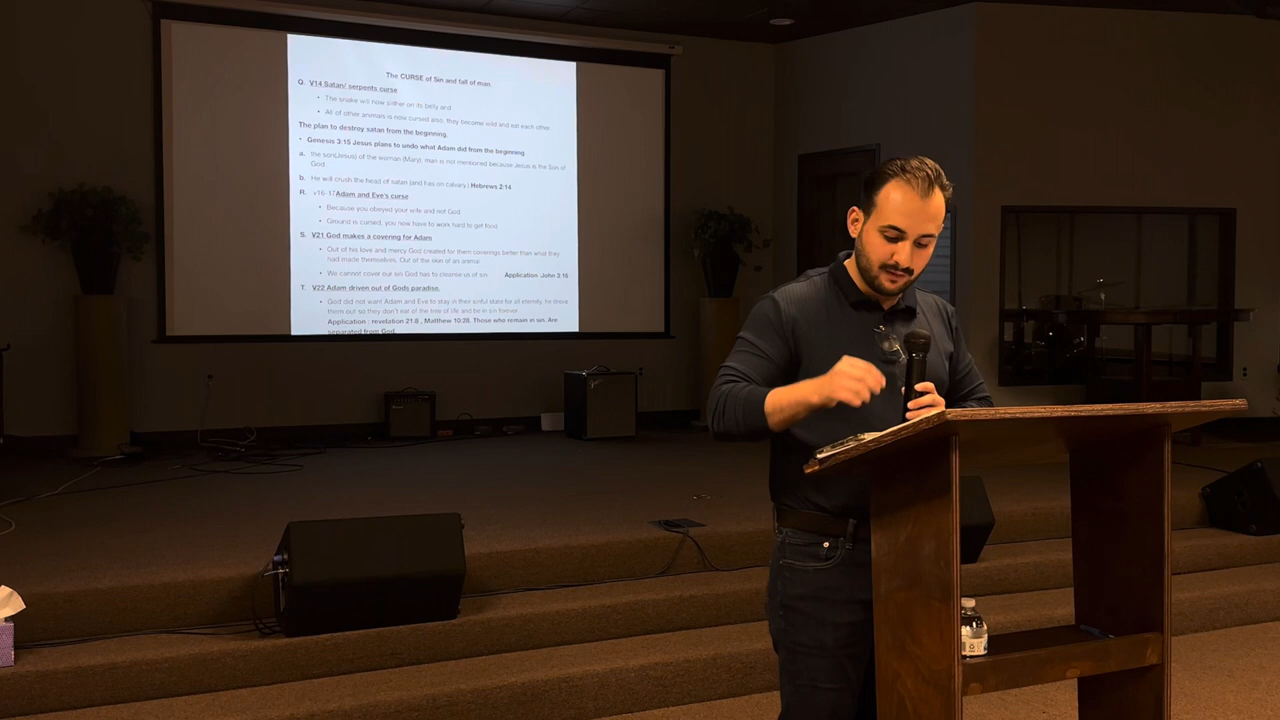 The CURSE of Sin and fall of man.
Q. V14 Satan/ serpents curse
• The snake will now slither on its belly and
• All of other animals is now cursed also, they become wild and eat each other.
The plan to destroy satan from the beginning.
• Genesis 3:15 Jesus plans to undo what Adam did from the beginning
a. the son(Jesus) of the woman (Mary), man is not mentioned because Jesus is the Son of
God
b. He will crush the head of satan (and has on calvary.) Hebrews 2:14
R. v16-17Adam and Eve's curse
• Because you obeyed your wife and not God
• Ground is cursed, you now have to work hard to get food
S. V21 God makes a covering for Adam
• Out of his love and mercy God created for them coverings better than what they
had made themselves. Out of the skin of an animal
• We cannot cover our sin God has to cleanse us of sin Application John 3:16
T. V22 Adam driven out of Gods paradise.
• God did not want Adam and Eve to stay in their sinful state for all eternity, he drove
them out so they don't eat of the tree of life and be in sin forever
Application : revelation 21:8 , Matthew 10:28. Those who remain in sin. Are
separated from God.